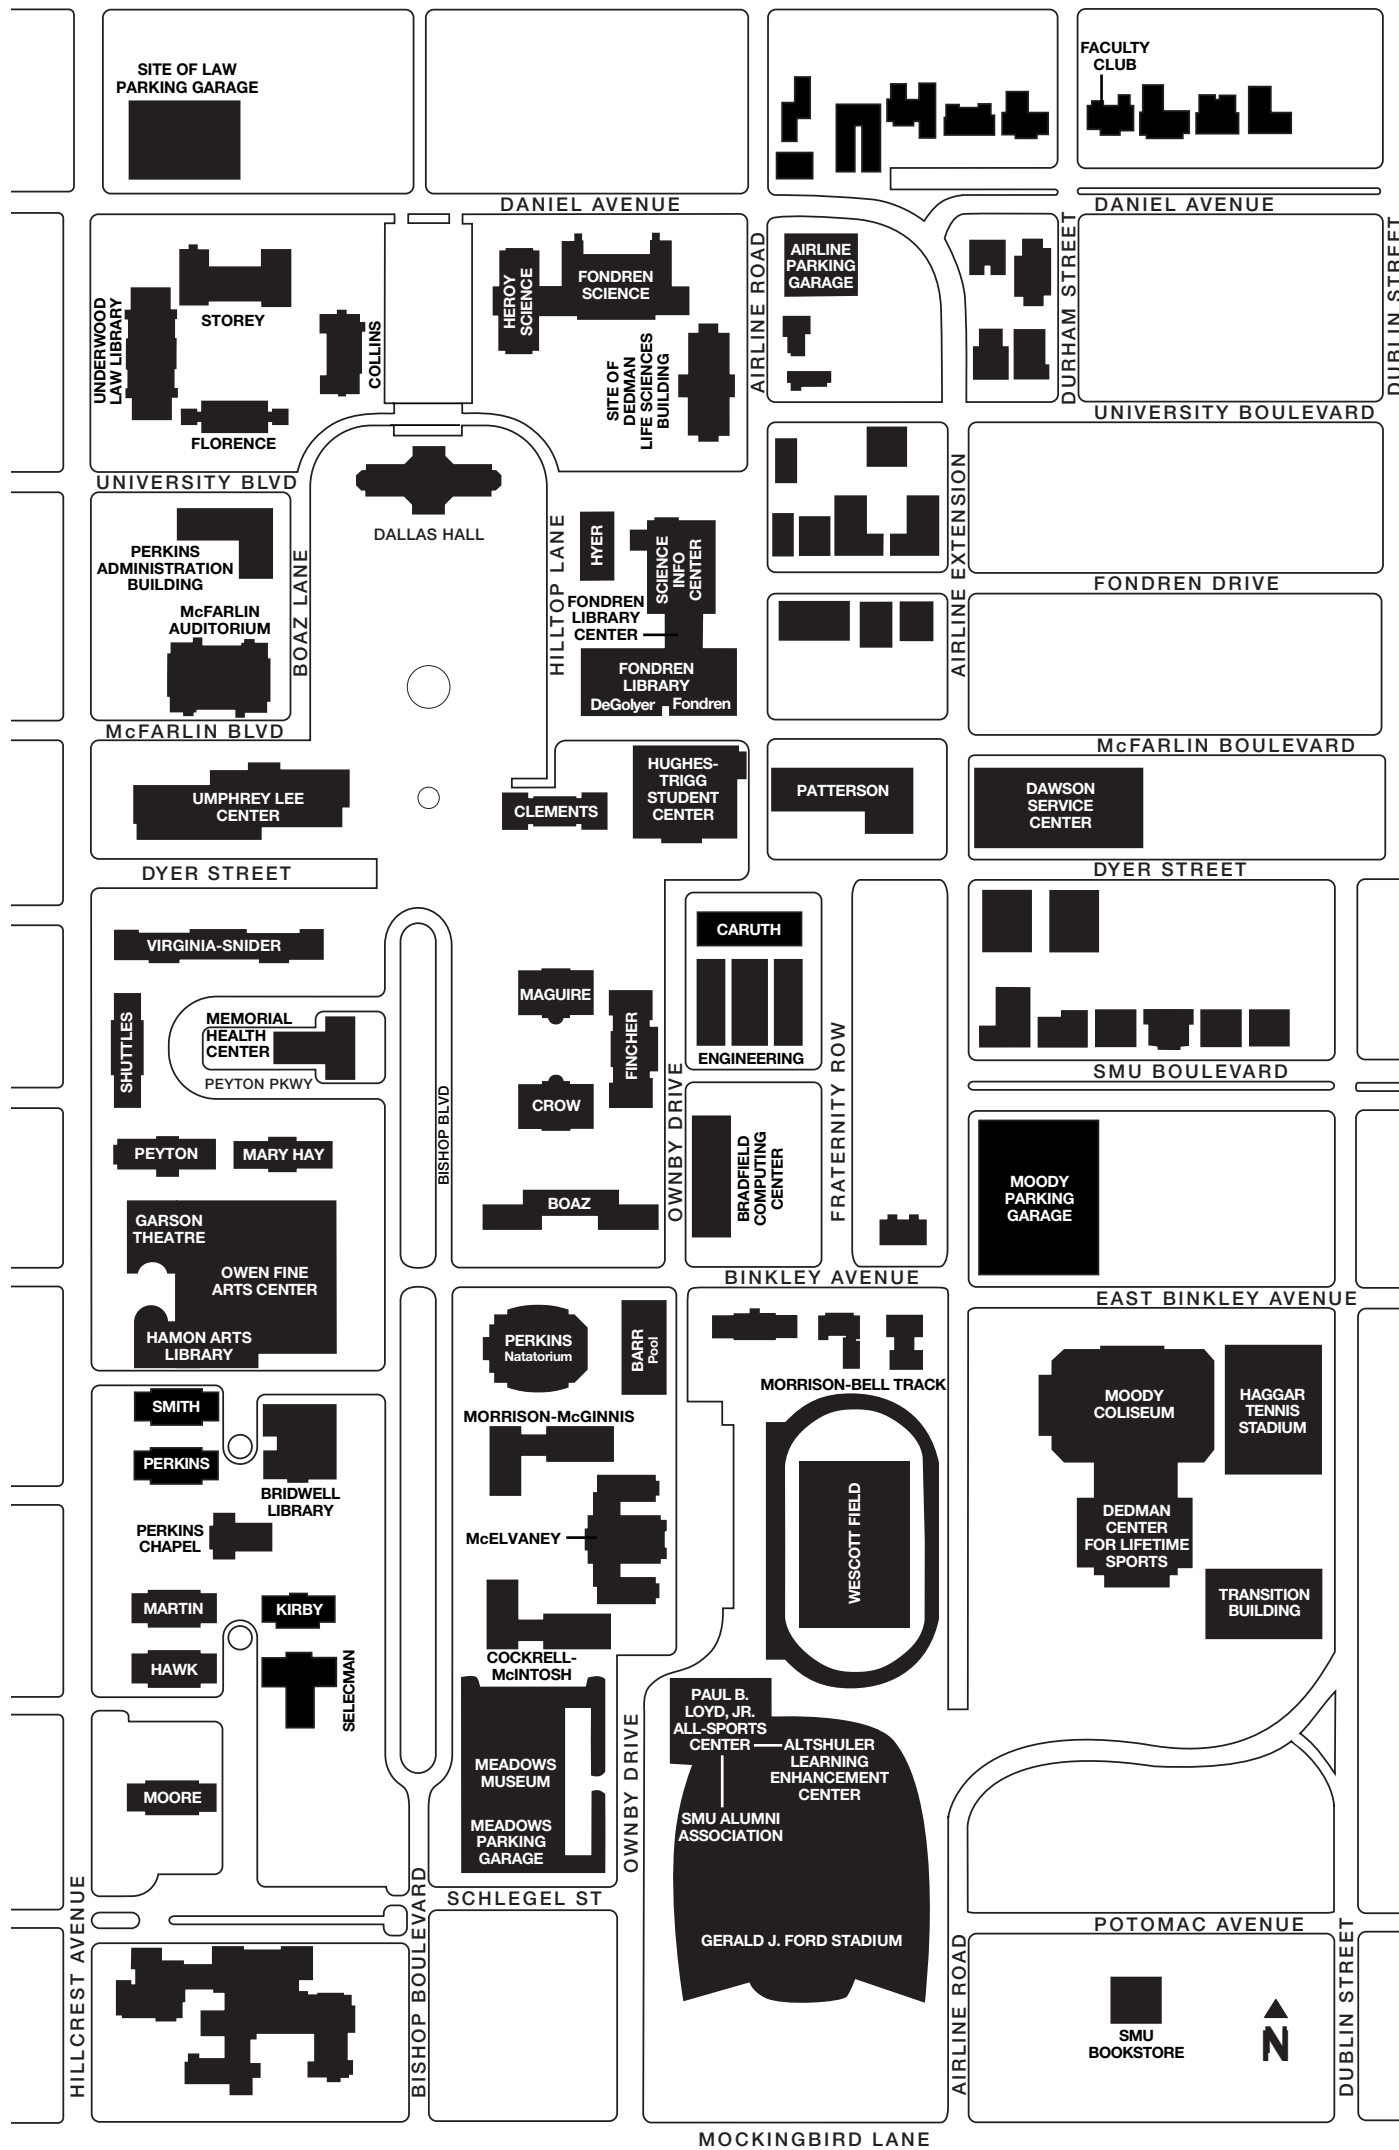 SITE OF LAW
PARKING GARAGE
FACULTY
CLUB
DANIEL AVENUE
DANIEL AVENUE
AIRLINE ROAD
AIRLINE
PARKING
GARAGE
DURHAM STREET
DUBLIN STREET
UNDERWOOD
LAW LIBRARY
STOREY
COLLINS
FLORENCE
HEROY
SCIENCE
FONDREN
SCIENCE
SITE OF
DEDMAN
LIFE SCIENCES
BUILDING
UNIVERSITY BOULEVARD
UNIVERSITY BLVD
DALLAS HALL
PERKINS
ADMINISTRATION
BUILDING
McFARLIN
AUDITORIUM
BOAZ LANE
HILLTOP LANE
HYER
SCIENCE
INFO
CENTER
FONDREN
LIBRARY
CENTER
FONDREN
LIBRARY
DeGolyer
Fondren
AIRLINE EXTENSION
FONDREN DRIVE
McFARLIN BLVD
McFARLIN BOULEVARD
UMPHREY LEE
CENTER
CLEMENTS
HUGHES-
TRIGG
STUDENT
CENTER
PATTERSON
DAWSON
SERVICE
CENTER
DYER STREET
DYER STREET
VIRGINIA-SNIDER
CARUTH
MAGUIRE
FINCHER
ENGINEERING
SHUTTLES
MEMORIAL
HEALTH
CENTER
PEYTON PKWY
CROW
OWNBY DRIVE
FRATERNITY ROW
SMU BOULEVARD
PEYTON
MARY HAY
BISHOP BLVD
BOAZ
BRADFIELD
COMPUTING
CENTER
MOODY
PARKING
GARAGE
GARSON
THEATRE
OWEN FINE
ARTS CENTER
HAMON ARTS
LIBRARY
BINKLEY AVENUE
EAST BINKLEY AVENUE
PERKINS
Natatorium
BARR
Pool
MORRISON-BELL TRACK
MOODY
COLISEUM
HAGGAR
TENNIS
STADIUM
SMITH
PERKINS
BRIDWELL
LIBRARY
MORRISON-McGINNIS
PERKINS
CHAPEL
McELVANEY
WESCOTT FIELD
DEDMAN
CENTER
FOR LIFETIME
SPORTS
TRANSITION
BUILDING
MARTIN
KIRBY
HAWK
SELECMAN
COCKRELL-
McINTOSH
PAUL B.
LOYD, JR.
ALL-SPORTS
CENTER
ALTSHULER
LEARNING
ENHANCEMENT
CENTER
SMU ALUMNI
ASSOCIATION
MOORE
MEADOWS
MUSEUM
MEADOWS
PARKING
GARAGE
OWNBY DRIVE
SCHLEGEL ST
GERALD J. FORD STADIUM
POTOMAC AVENUE
HILLCREST AVENUE
BISHOP BOULEVARD
AIRLINE ROAD
SMU
BOOKSTORE
N
DUBLIN STREET
MOCKINGBIRD LANE